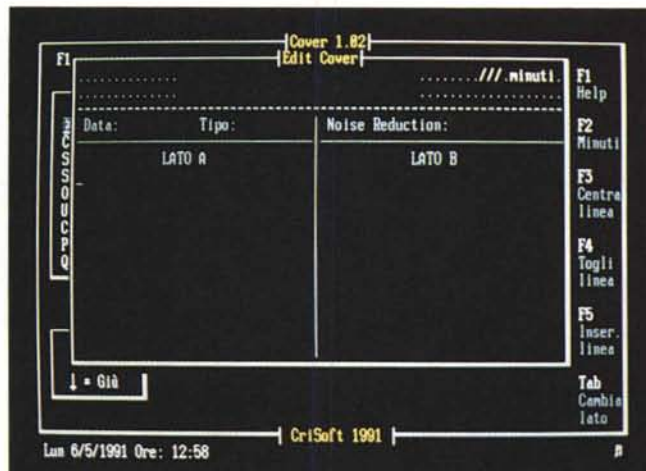 Cover 1.02
Edit Cover
F1
///.minuti.
Data: Tipo: Noise Reduction:
LATO A LATO B
C
S
S
O
U
C
P
Q
F1
Help
F2
Minuti
F3
Centra
linea
F4
Togli
linea
F5
Inser.
linea
Tab
Cambia
lato
↓ = Giù
CriSoft 1991
Lun 6/5/1991 Ore: 12:58